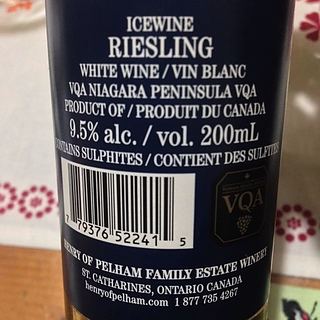 ICEWINE
RIESLING
WHITE WINE / VIN BLANC
VQA NIAGARA PENINSULA VQA
PRODUCT OF / PRODUIT DU CANADA
9.5% alc. / vol. 200mL
CONTAINS SULPHITES / CONTIENT DES SULFITES
7 79376 52241 5
VQA
HENRY OF PELHAM FAMILY ESTATE WINERY
ST. CATHARINES, ONTARIO CANADA
henryofpelham.com 1 877 735 4267